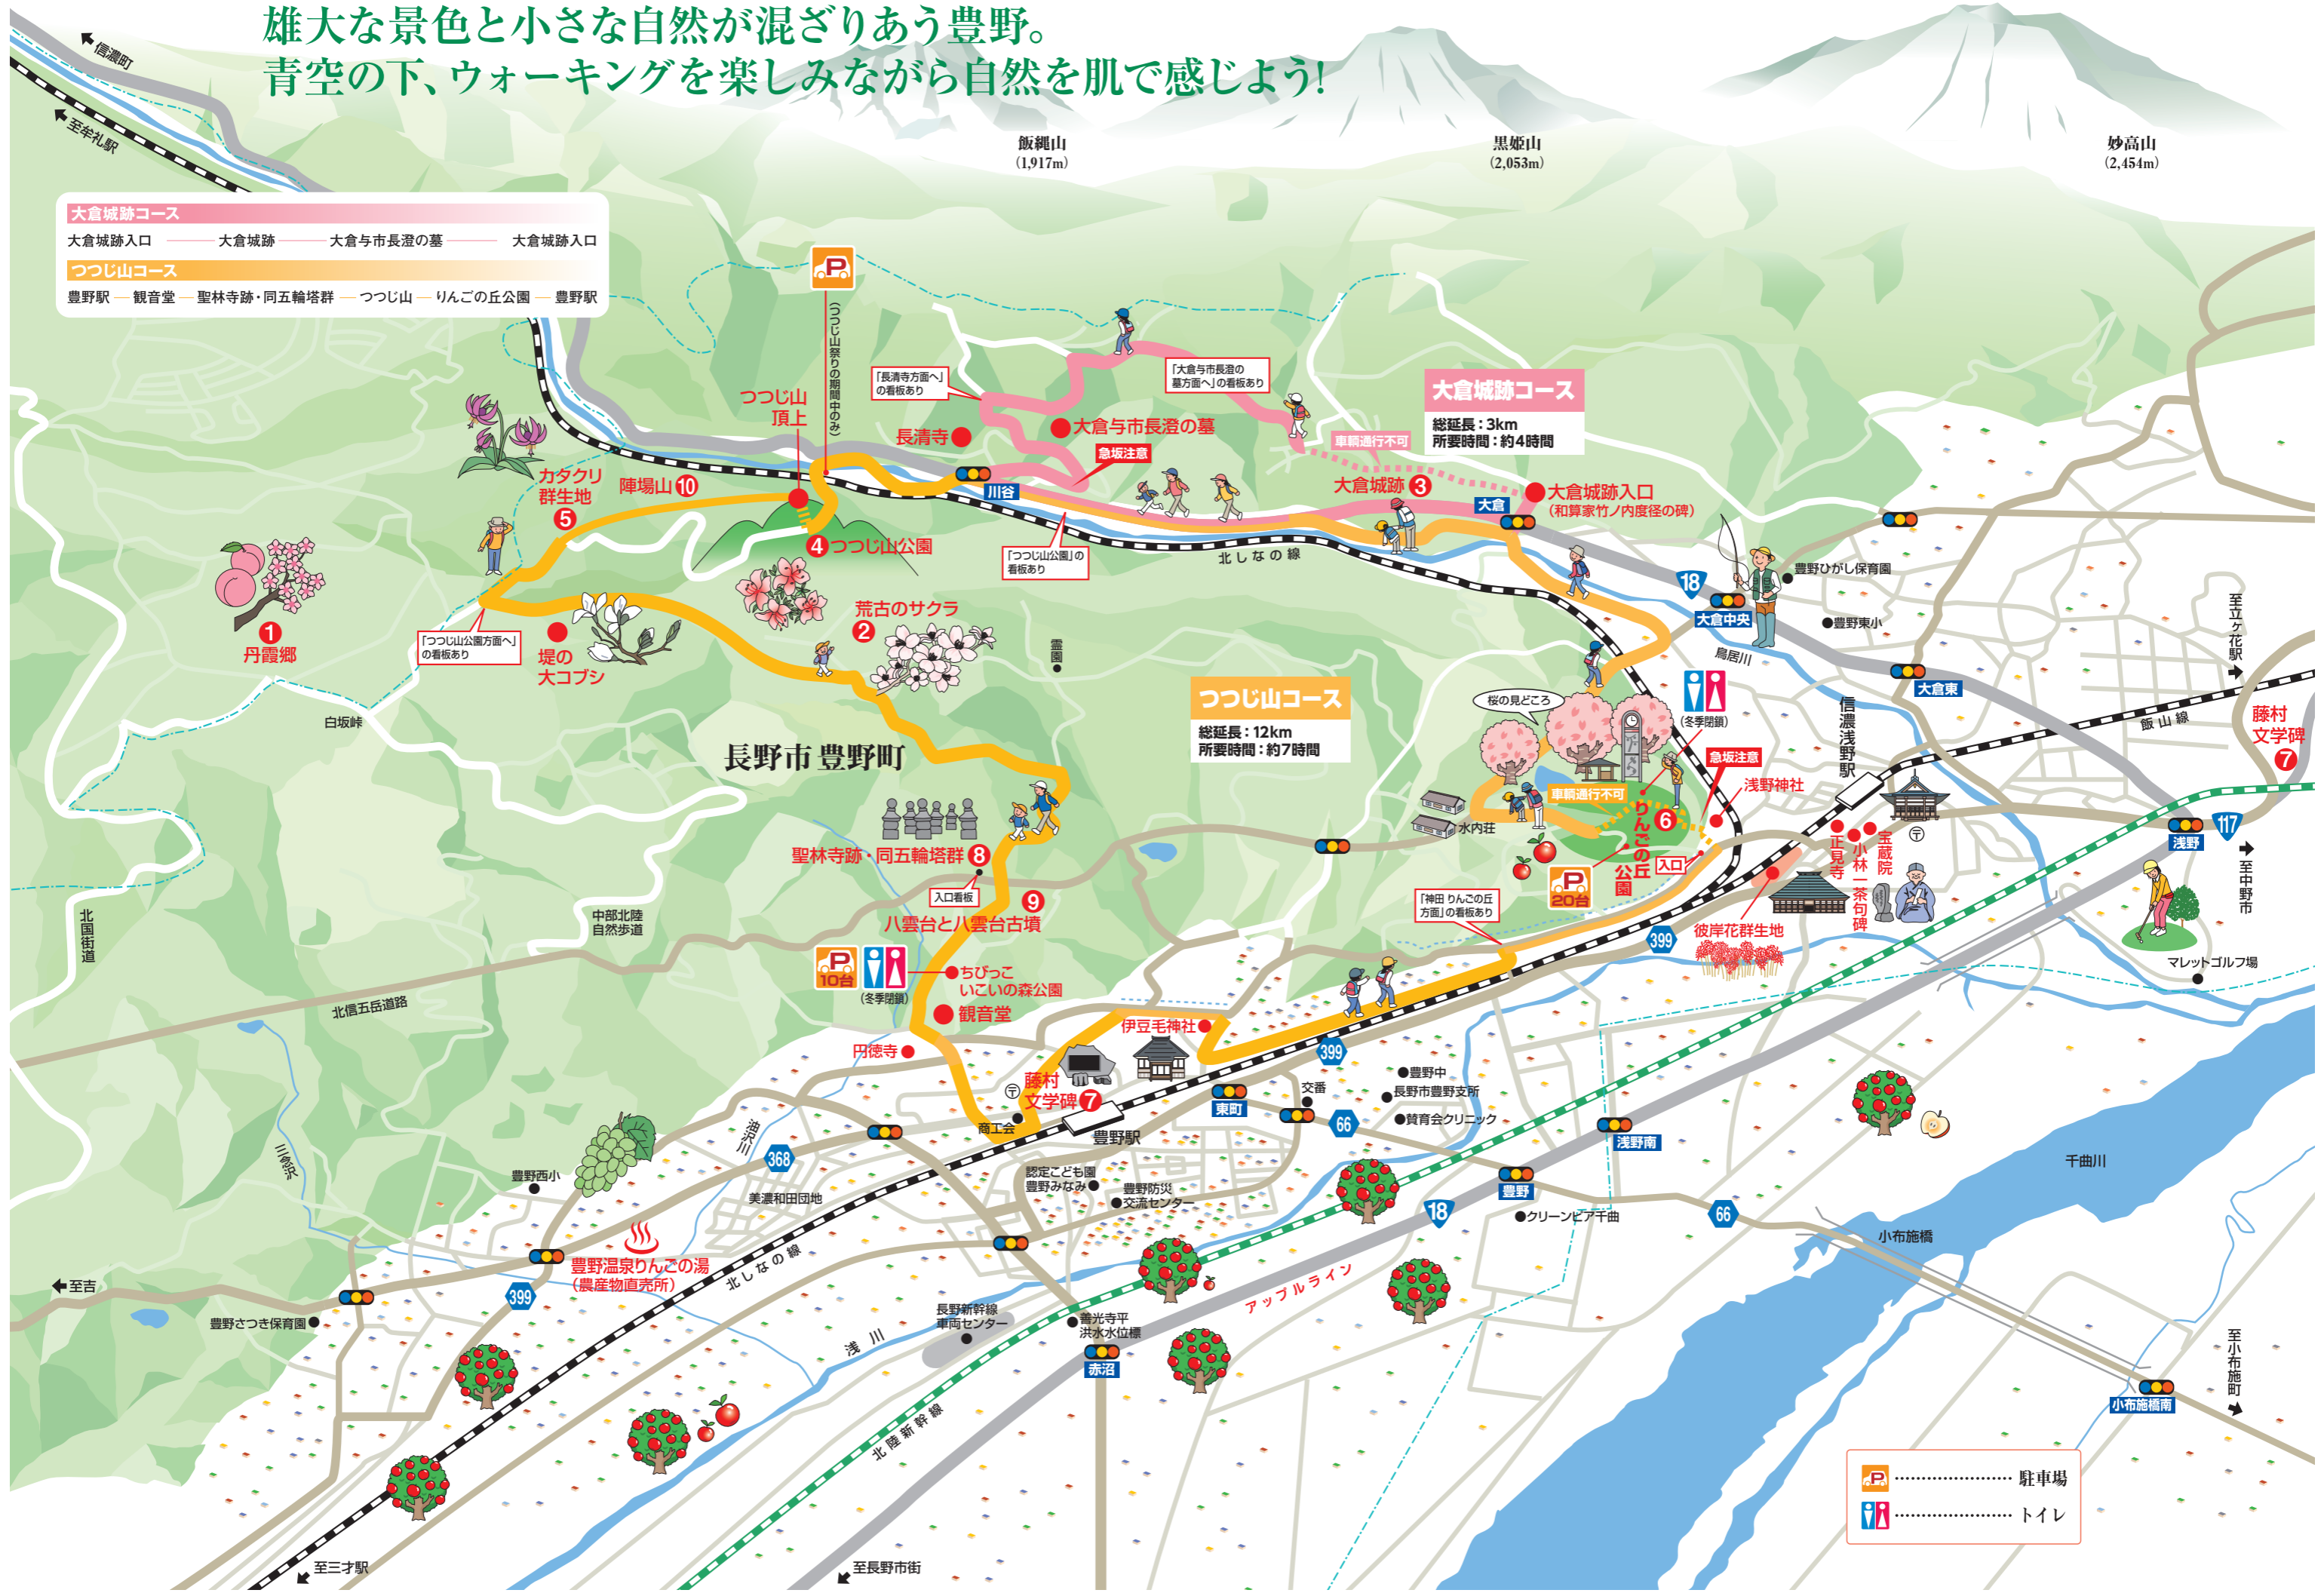 雄大な景色と小さな自然が混ざりあう豊野。
青空の下、ウォーキングを楽しみながら自然を肌で感じよう!
信濃町
至牟礼駅
飯縄山
(1,917m)
黒姫山
(2,053m)
妙高山
(2,454m)
大倉城跡コース
大倉城跡入口 大倉城跡 大倉与市長澄の墓 大倉城跡入口
つつじ山コース
豊野駅 観音堂 聖林寺跡・同五輪塔群 つつじ山 りんごの丘公園 豊野駅
P
(つつじ山祭りの期間中のみ)
「長清寺方面へ」
の看板あり
「大倉与市長澄の
墓方面へ」の看板あり
つつじ山
頂上
長清寺
大倉与市長澄の墓
急坂注意
車輌通行不可
大倉城跡コース
総延長：3km
所要時間：約4時間
大倉城跡 3
大倉
大倉城跡入口
(和算家竹ノ内度径の碑)
カタクリ
群生地
5
陣場山 10
川谷
4 つつじ山公園
「つつじ山公園」の
看板あり
北しなの線
18
大倉中央
豊野ひがし保育園
豊野東小
鳥居川
大倉東
至立ヶ花駅
飯山線
藤村
文学碑
7
1
丹霞郷
「つつじ山公園方面へ」
の看板あり
堤の
大コブシ
荒古のサクラ
2
霊園
白坂峠
長野市 豊野町
つつじ山コース
総延長：12km
所要時間：約7時間
桜の見どころ
(冬季閉鎖)
急坂注意
車輌通行不可
浅野神社
信濃浅野駅
水内荘
6
りんごの丘
公園
入口
P
20台
〒
正見寺
小林一茶句碑
宝蔵院
浅野
117
至中野市
聖林寺跡・同五輪塔群 8
入口看板
9
八雲台と八雲台古墳
「神田 りんごの丘
方面」の看板あり
399
彼岸花群生地
マレットゴルフ場
北国街道
中部北陸
自然歩道
北信五岳道路
P
10台
(冬季閉鎖)
ちびっこ
いこいの森公園
観音堂
円徳寺
伊豆毛神社
399
〒
藤村
文学碑 7
商工会
豊野駅
東町
交番
66
豊野中
長野市豊野支所
賛育会クリニック
浅野南
三念沢
油沢川
368
豊野西小
美濃和田団地
認定こども園
豊野みなみ
豊野防災
交流センター
豊野
18
クリーンピア千曲
66
千曲川
小布施橋
豊野温泉りんごの湯
(農産物直売所)
北しなの線
至吉
399
豊野さつき保育園
長野新幹線
車両センター
浅川
善光寺平
洪水水位標
アップルライン
赤沼
至小布施町
小布施橋南
北陸新幹線
至三才駅
至長野市街
P 駐車場
トイレ